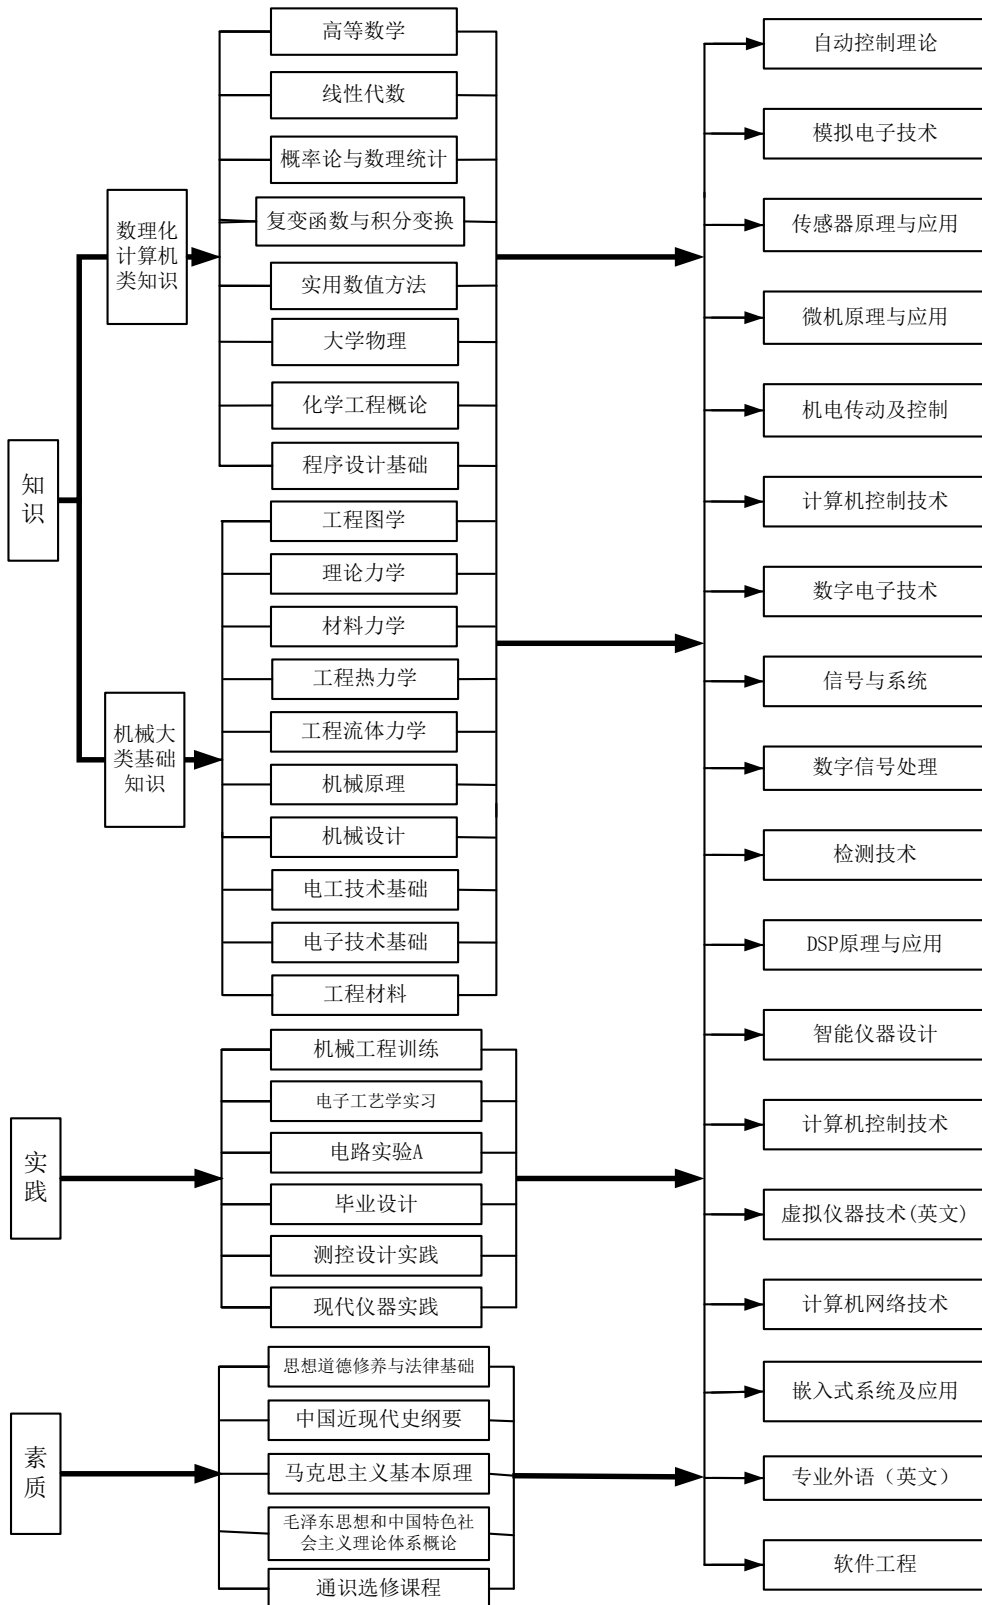 知
识
数理化
计算机
类知识
机械大
类基础
知识
高等数学
线性代数
概率论与数理统计
复变函数与积分变换
实用数值方法
大学物理
化学工程概论
程序设计基础
工程图学
理论力学
材料力学
工程热力学
工程流体力学
机械原理
机械设计
电工技术基础
电子技术基础
工程材料
实
践
机械工程训练
电子工艺学实习
电路实验A
毕业设计
测控设计实践
现代仪器实践
素
质
思想道德修养与法律基础
中国近现代史纲要
马克思主义基本原理
毛泽东思想和中国特色社
会主义理论体系概论
通识选修课程
自动控制理论
模拟电子技术
传感器原理与应用
微机原理与应用
机电传动及控制
计算机控制技术
数字电子技术
信号与系统
数字信号处理
检测技术
DSP原理与应用
智能仪器设计
计算机控制技术
虚拟仪器技术(英文)
计算机网络技术
嵌入式系统及应用
专业外语（英文）
软件工程